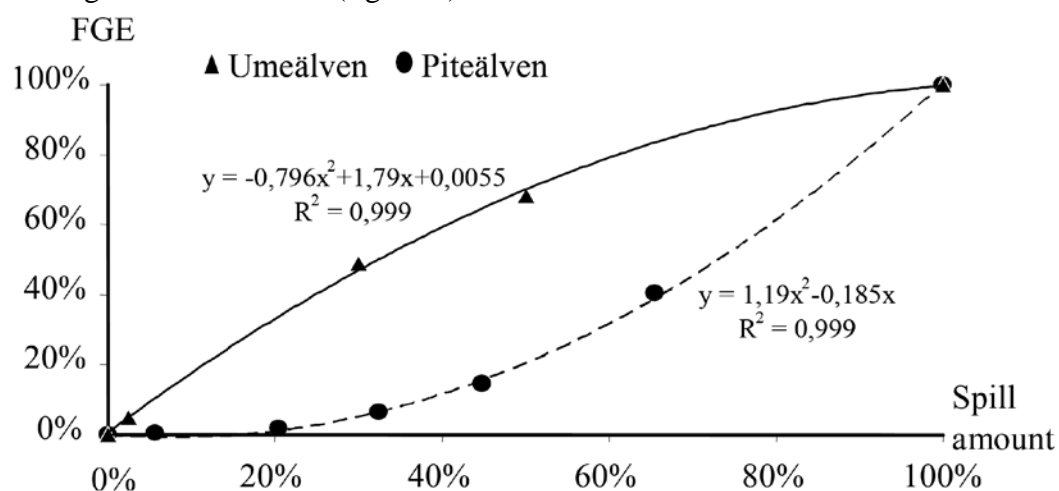 FGE
▲ Umeälven ● Piteälven
100%
80%
y = -0,796x²+1,79x+0,0055
R² = 0,999
60%
40%
y = 1,19x²-0,185x
R² = 0,999
20%
Spill
0%
amount
0% 20% 40% 60% 80% 100%